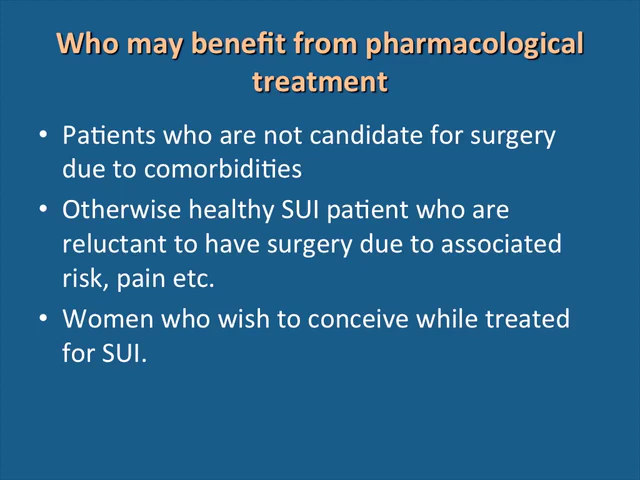 Who may benefit from pharmacological
treatment
• Patients who are not candidate for surgery
due to comorbidities
• Otherwise healthy SUI patient who are
reluctant to have surgery due to associated
risk, pain etc.
• Women who wish to conceive while treated
for SUI.